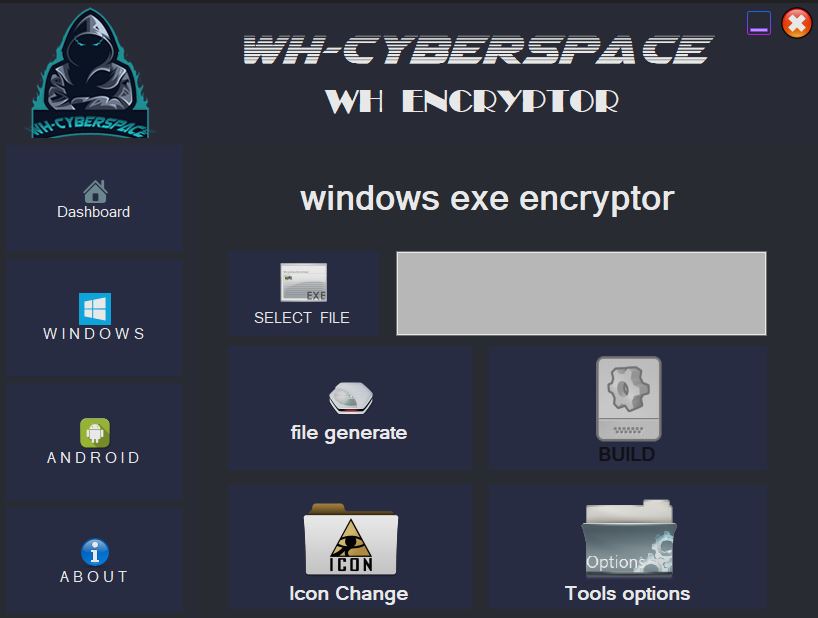 WH-CYBERSPACE
WH ENCRYPTOR
WH-CYBERSPACE
Dashboard
WINDOWS
ANDROID
ABOUT
windows exe encryptor
EXE
SELECT FILE
file generate
BUILD
ICON
Icon Change
Options
Tools options